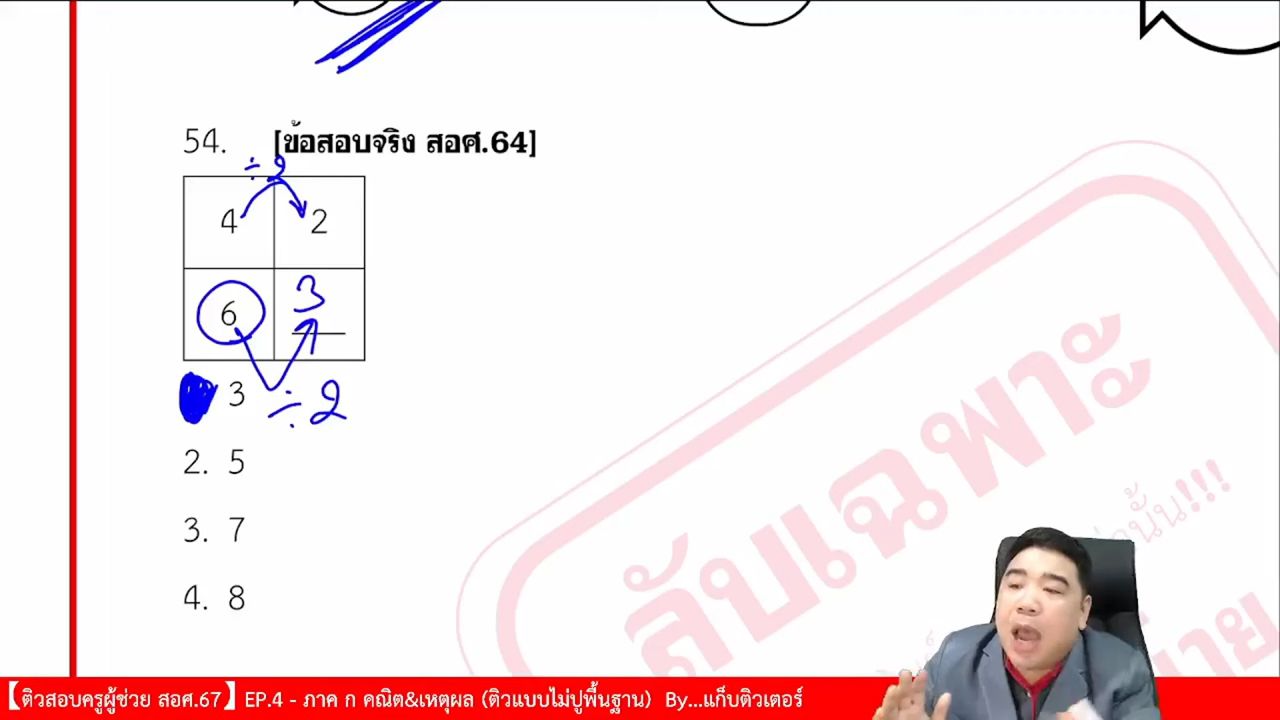 54. [ข้อสอบจริง สอศ.64]
÷2
4 2
6 3
3 ÷2
2. 5
3. 7
4. 8
ลับเฉพาะ
นั้น!!!
【ติวสอบครูผู้ช่วย สอศ.67】 EP.4 - ภาค ก คณิต&เหตุผล (ติวแบบไม่ปูพื้นฐาน) By...แก็บติวเตอร์